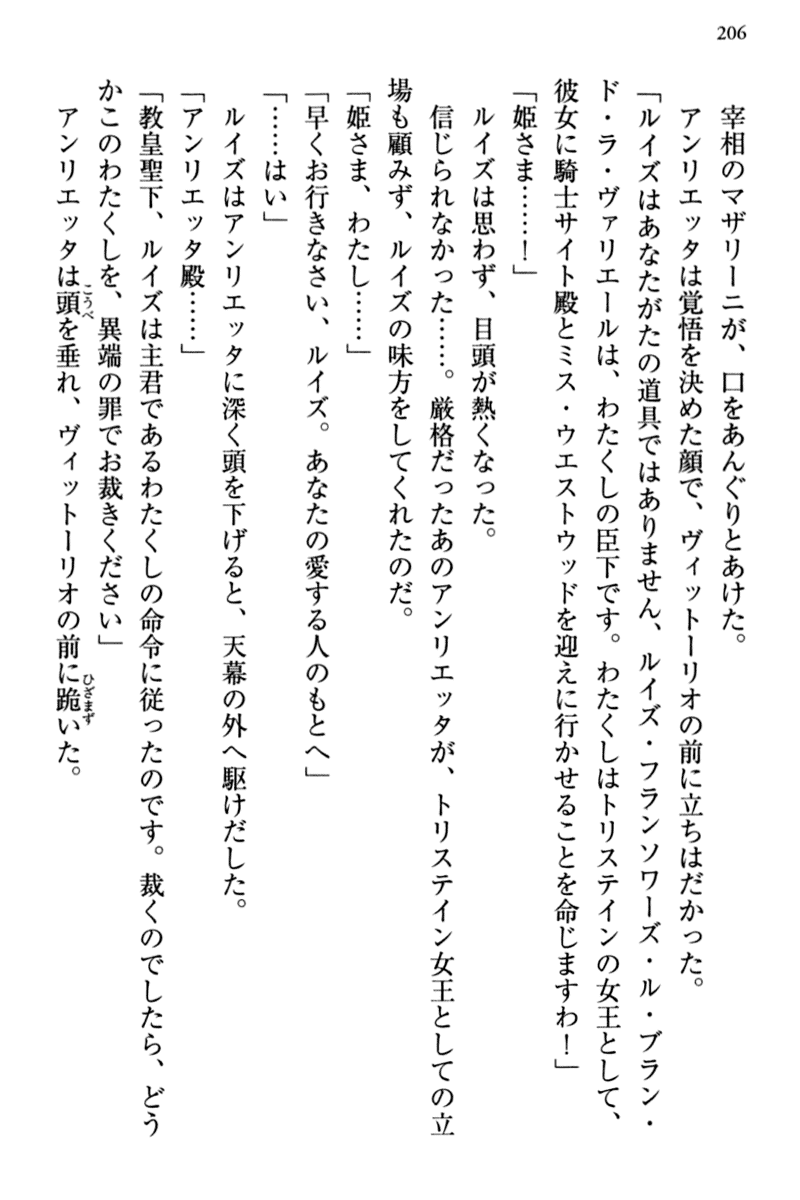 206
宰相のマザリーニが、口をあんぐりとあけた。
アンリエッタは覚悟を決めた顔で、ヴィットーリオの前に立ちはだかった。
「ルイズはあなたがたの道具ではありません、ルイズ・フランソワーズ・ル・ブラン・
ド・ラ・ヴァリエールは、わたくしの臣下です。わたくしはトリステインの女王として、
彼女に騎士サイト殿とミス・ウエストウッドを迎えに行かせることを命じますわ！」
「姫さま……！」
ルイズは思わず、目頭が熱くなった。
信じられなかった……。厳格だったあのアンリエッタが、トリステイン女王としての立
場も顧みず、ルイズの味方をしてくれたのだ。
「姫さま、わたし……」
「早くお行きなさい、ルイズ。あなたの愛する人のもとへ」
「……はい」
ルイズはアンリエッタに深く頭を下げると、天幕の外へ駆けだした。
「アンリエッタ殿……」
「教皇聖下、ルイズは主君であるわたくしの命令に従ったのです。裁くのでしたら、どう
かこのわたくしを、異端の罪でお裁きください」
アンリエッタは頭こうべを垂れ、ヴィットーリオの前に跪ひざまずいた。